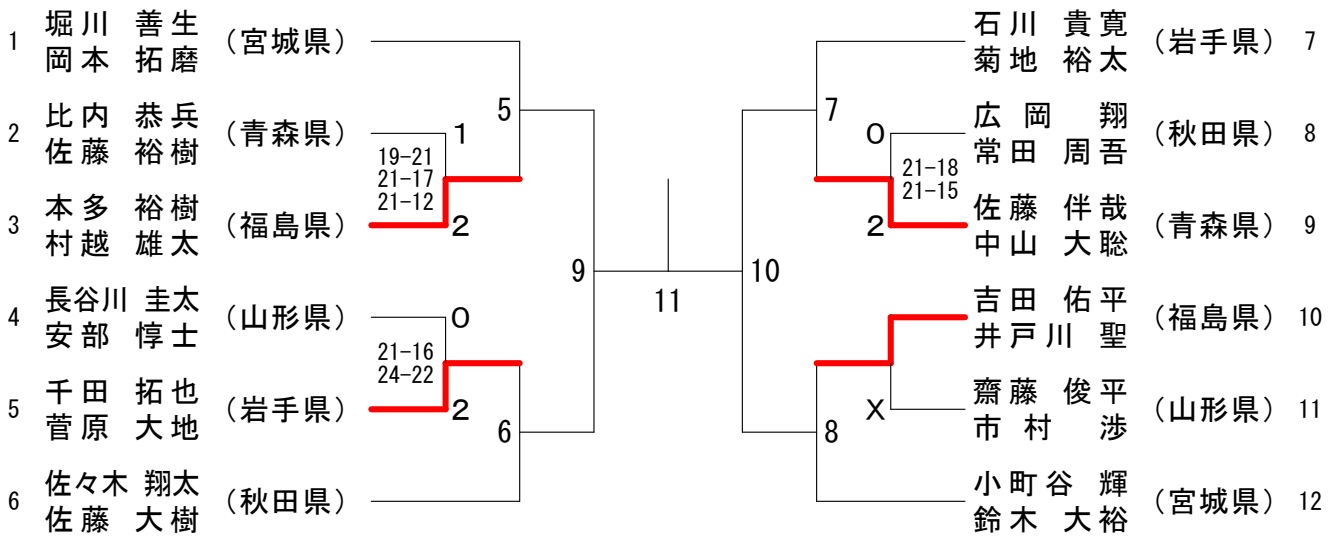 1 堀川 善生 (宮城県)
岡本 拓磨
2 比内 恭兵 (青森県) 1
佐藤 裕樹
19-21
21-17
21-12
3 本多 裕樹 (福島県) 2
村越 雄太
4 長谷川 圭太 (山形県) 0
安部 惇士
21-16
24-22
5 千田 拓也 (岩手県) 2
菅原 大地
6 佐々木 翔太 (秋田県)
佐藤 大樹
5
6
9
11
10
7
8
石川 貴寛 (岩手県) 7
菊地 裕太
0 広岡 翔 (秋田県) 8
常田 周吾
21-18
21-15
2 佐藤 伴哉 (青森県) 9
中山 大聡
吉田 佑平 (福島県) 10
井戸川 聖
X 齋藤 俊平 (山形県) 11
市村 渉
小町谷 輝 (宮城県) 12
鈴木 大裕